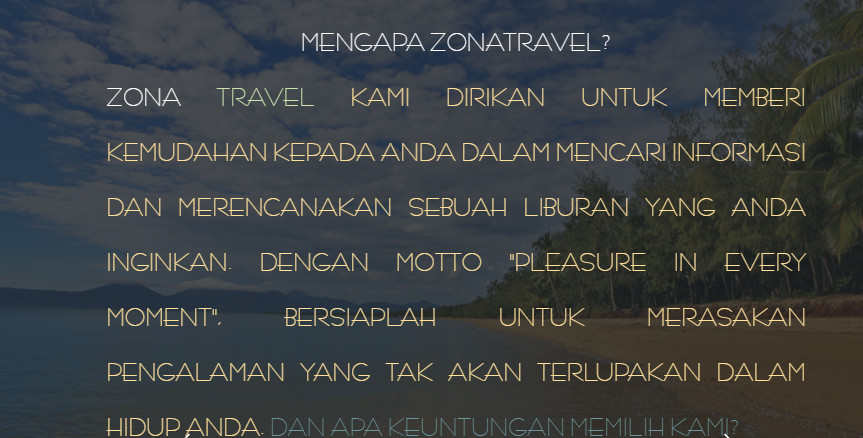 MENGAPA ZONATRAVEL?
ZONA TRAVEL KAMI DIRIKAN UNTUK MEMBERI
KEMUDAHAN KEPADA ANDA DALAM MENCARI INFORMASI
DAN MERENCANAKAN SEBUAH LIBURAN YANG ANDA
INGINKAN. DENGAN MOTTO "PLEASURE IN EVERY
MOMENT", BERSIAPLAH UNTUK MERASAKAN
PENGALAMAN YANG TAK AKAN TERLUPAKAN DALAM
HIDUP ANDA. DAN APA KEUNTUNGAN MEMILIH KAMI?